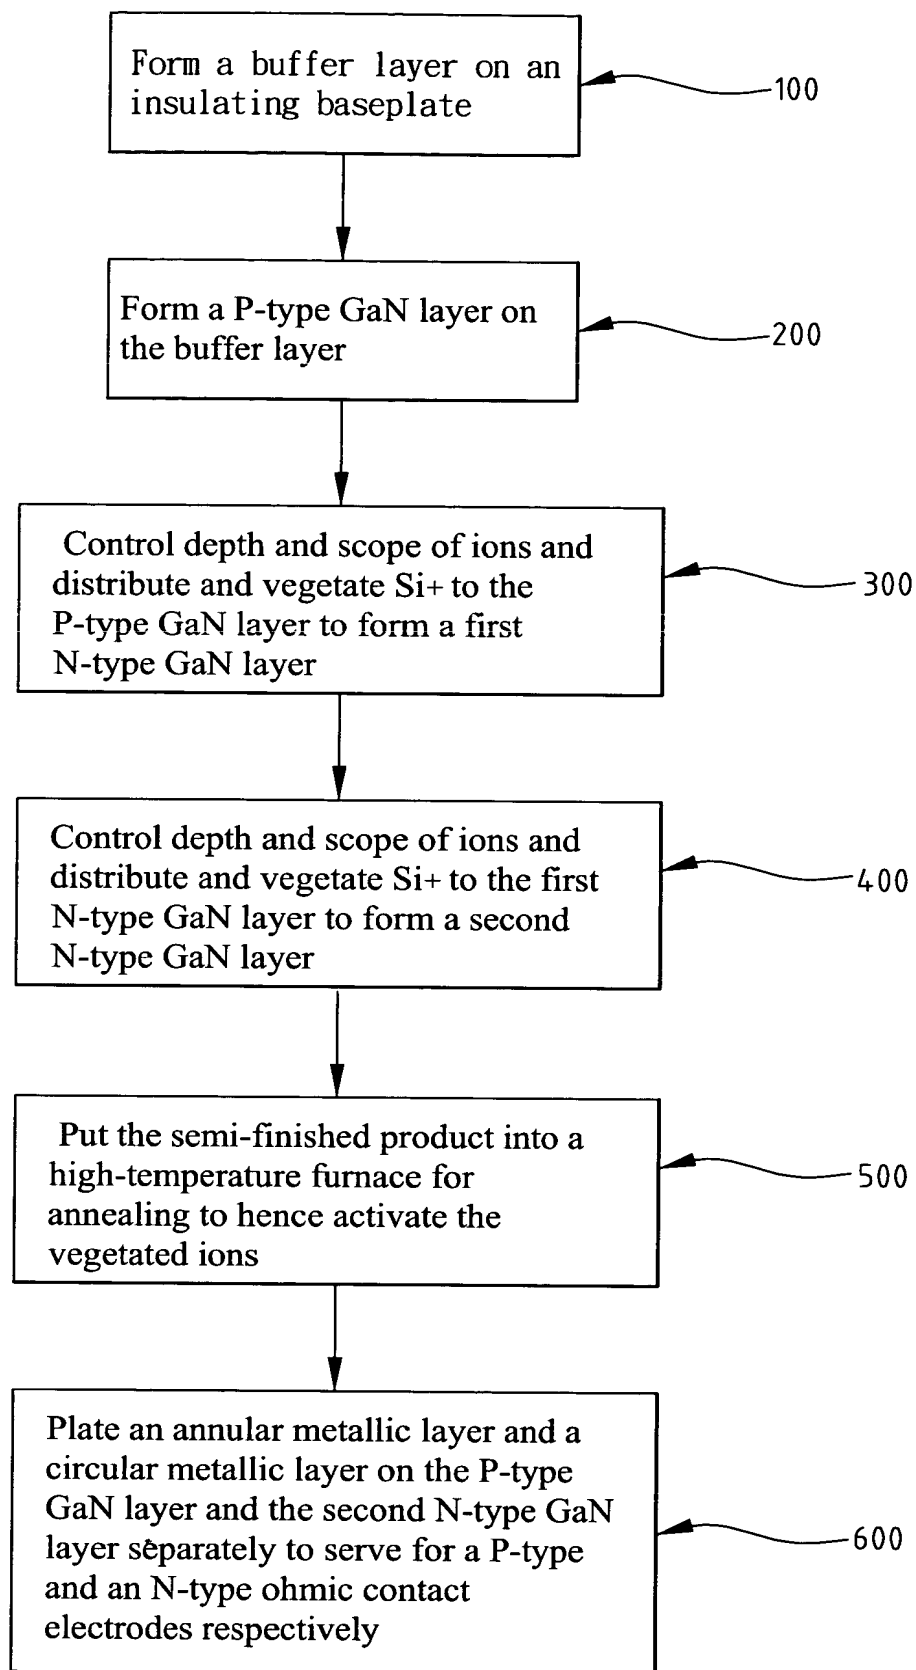 Form a buffer layer on an
insulating baseplate
100
Form a P-type GaN layer on
the buffer layer
200
Control depth and scope of ions and
distribute and vegetate Si+ to the
P-type GaN layer to form a first
N-type GaN layer
300
Control depth and scope of ions and
distribute and vegetate Si+ to the first
N-type GaN layer to form a second
N-type GaN layer
400
Put the semi-finished product into a
high-temperature furnace for
annealing to hence activate the
vegetated ions
500
Plate an annular metallic layer and a
circular metallic layer on the P-type
GaN layer and the second N-type GaN
layer separately to serve for a P-type
and an N-type ohmic contact
electrodes respectively
600